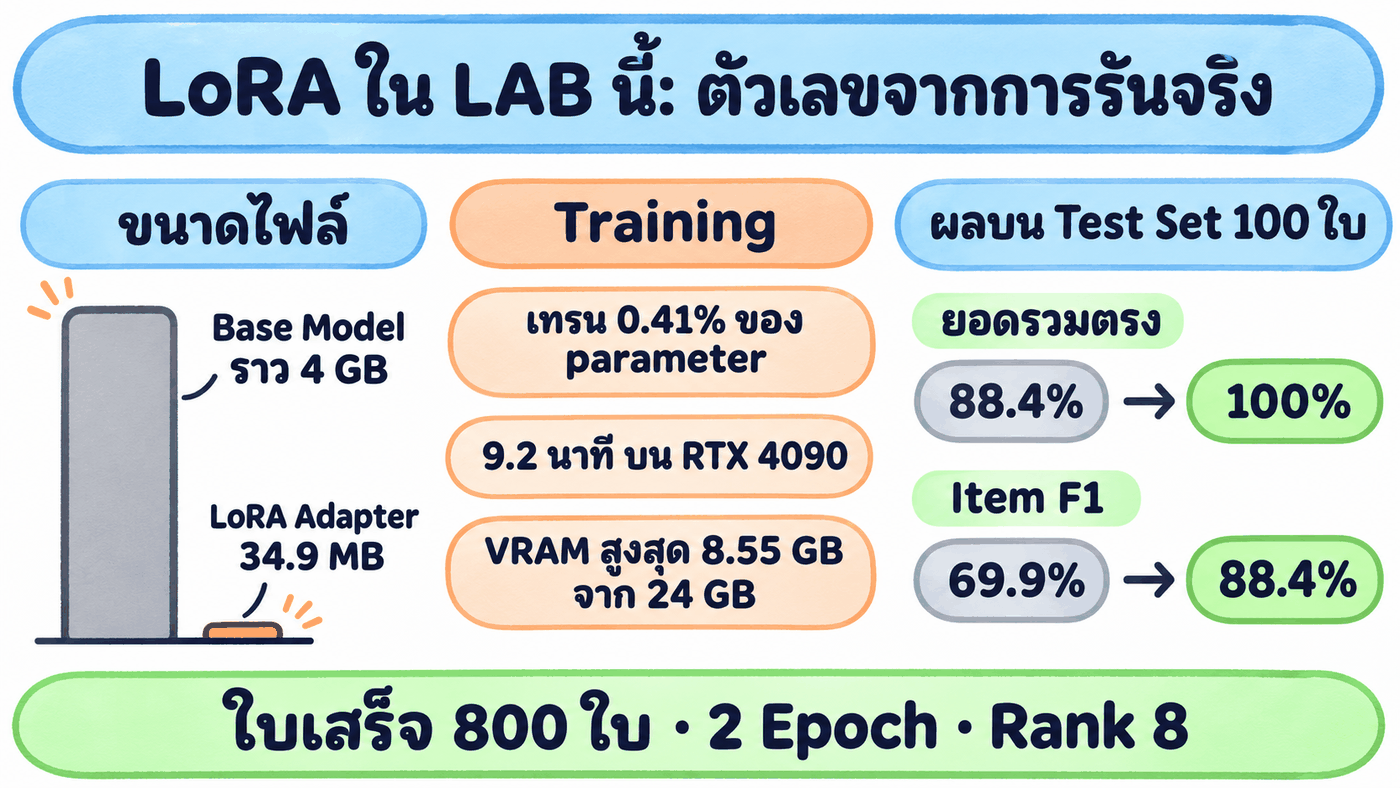 LoRA ใน LAB นี้: ตัวเลขจากการรันจริง
ขนาดไฟล์
Base Model
ราว 4 GB
LoRA Adapter
34.9 MB
Training
เทรน 0.41% ของ
parameter
9.2 นาที บน RTX 4090
VRAM สูงสุด 8.55 GB
จาก 24 GB
ผลบน Test Set 100 ใบ
ยอดรวมตรง
88.4% → 100%
Item F1
69.9% → 88.4%
ใบเสร็จ 800 ใบ · 2 Epoch · Rank 8